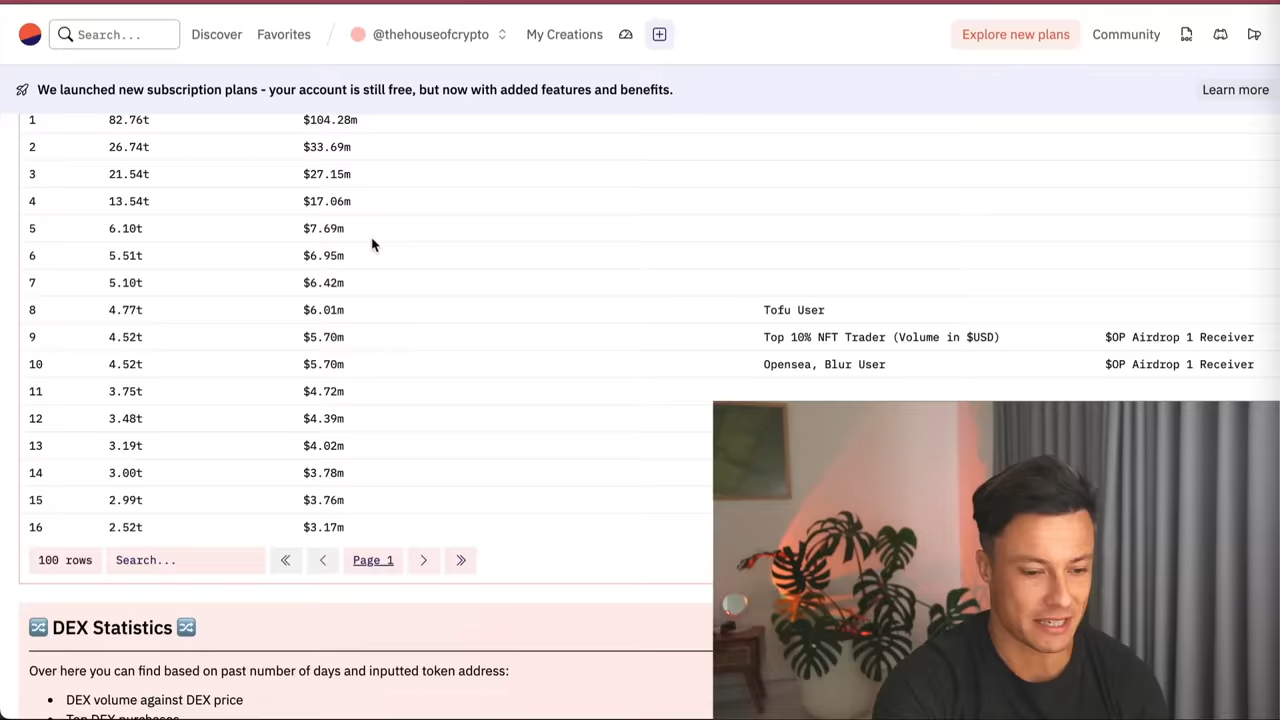 Search... Discover Favorites @thehouseofcrypto My Creations Explore new plans Community
We launched new subscription plans - your account is still free, but now with added features and benefits. Learn more
1 82.76t $104.28m
2 26.74t $33.69m
3 21.54t $27.15m
4 13.54t $17.06m
5 6.10t $7.69m
6 5.51t $6.95m
7 5.10t $6.42m
8 4.77t $6.01m Tofu User
9 4.52t $5.70m Top 10% NFT Trader (Volume in $USD) $OP Airdrop 1 Receiver
10 4.52t $5.70m Opensea, Blur User $OP Airdrop 1 Receiver
11 3.75t $4.72m
12 3.48t $4.39m
13 3.19t $4.02m
14 3.00t $3.78m
15 2.99t $3.76m
16 2.52t $3.17m
100 rows Search... Page 1
DEX Statistics
Over here you can find based on past number of days and inputted token address:
• DEX volume against DEX price
• Top DEX purchases